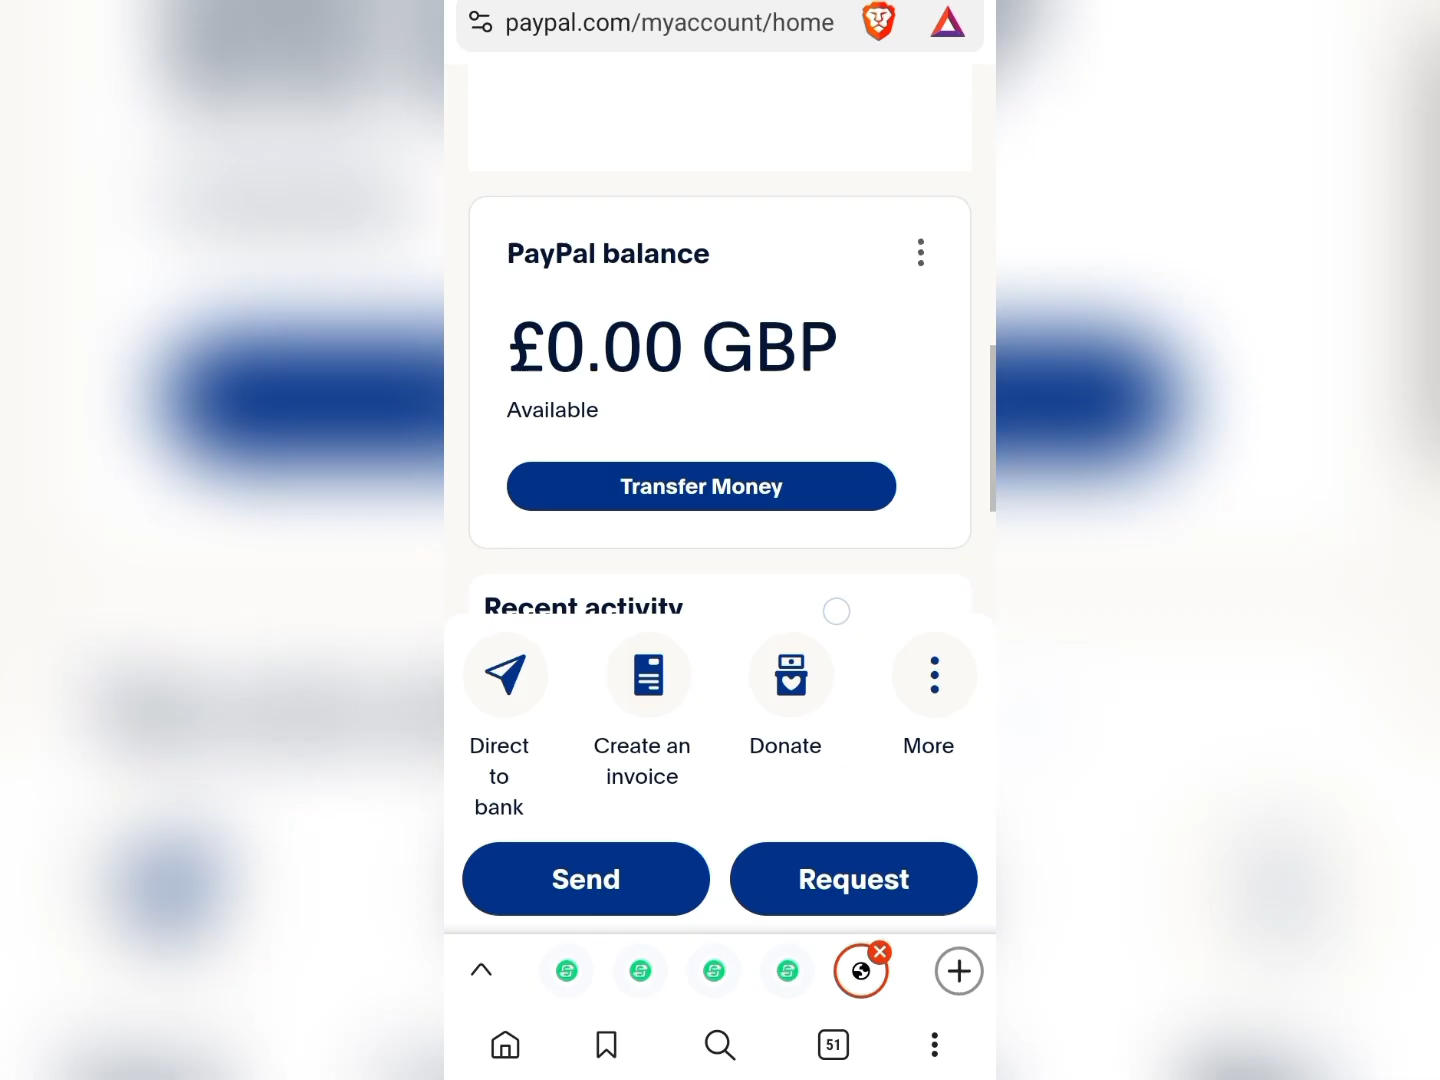 paypal.com/myaccount/home
PayPal balance
£0.00 GBP
Available
Transfer Money
Recent activity
Direct
to
bank
Create an
invoice
Donate
More
Send
Request
51